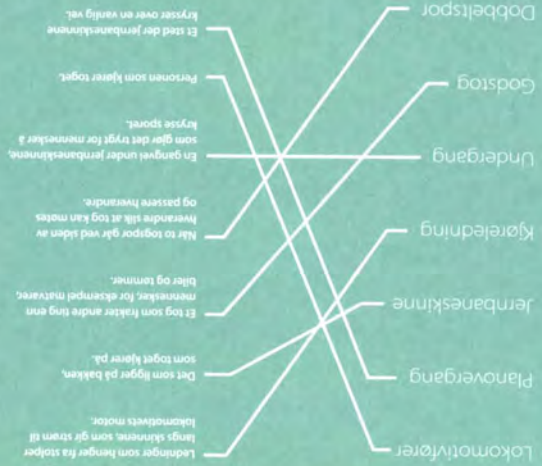 Lokomotivfører
Planovergang
Jernbaneskinne
Kjøreledning
Undergang
Godstog
Dobbeltspor
Ledninger som henger fra stolper
langs skinnene, som gir strøm til
lokomotivets motor.
Det som ligger på bakken,
som toget kjører på.
Et tog som frakter andre ting enn
mennesker, for eksempel matvarer,
biler og tømmer.
Når to togspor går ved siden av
hverandre slik at tog kan møtes
og passere hverandre.
En gangvei under jernbaneskinnene,
som gjør det trygt for mennesker å
krysse sporet.
Personen som kjører toget.
Et sted der jernbaneskinnene
krysser over en vanlig vei.